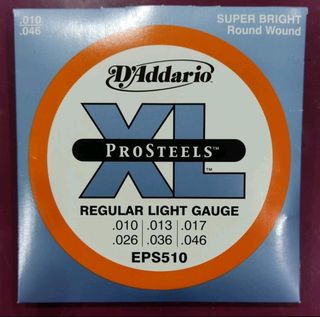 .010
.046
SUPER BRIGHT
Round Wound
D'Addario
XL
PROSTEELS™
™
REGULAR LIGHT GAUGE
.010 .013 .017
.026 .036 .046
EPS510